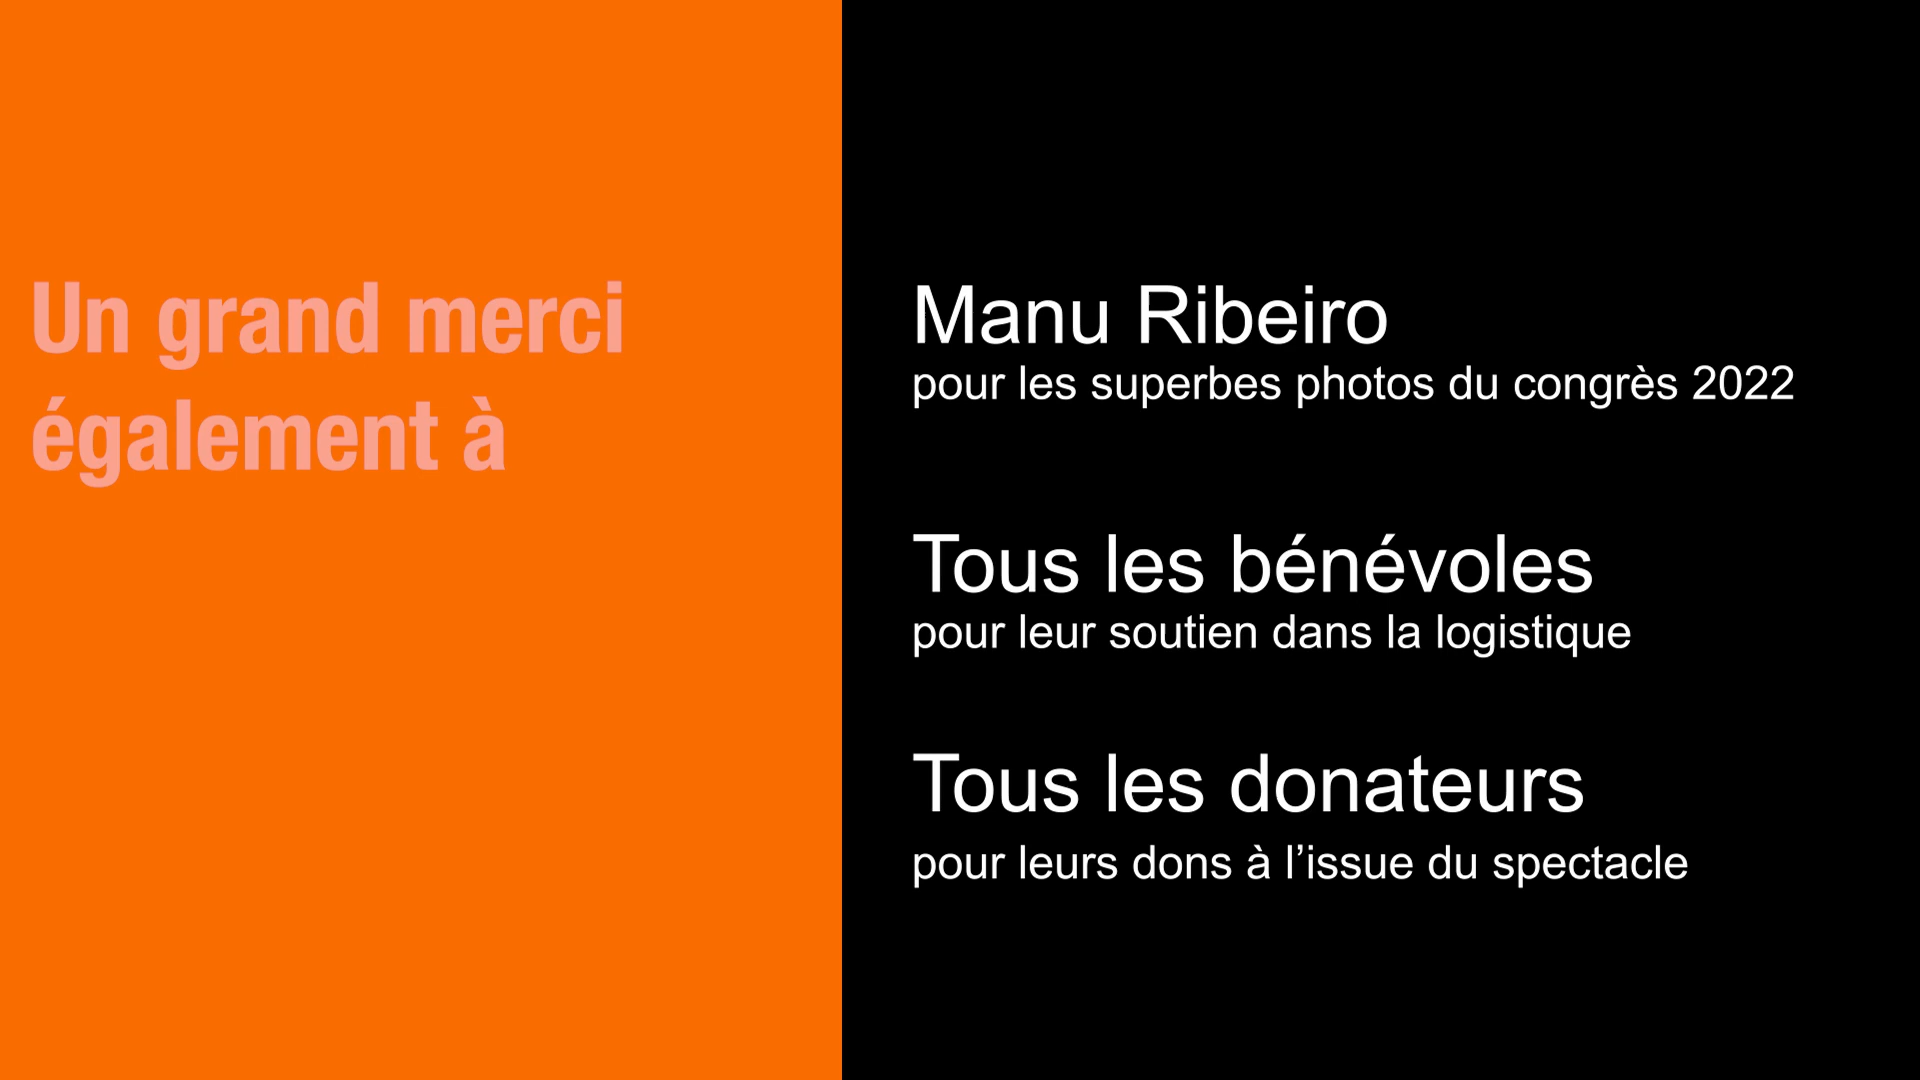 Un grand merci
également à
Manu Ribeiro
pour les superbes photos du congrès 2022
Tous les bénévoles
pour leur soutien dans la logistique
Tous les donateurs
pour leurs dons à l’issue du spectacle